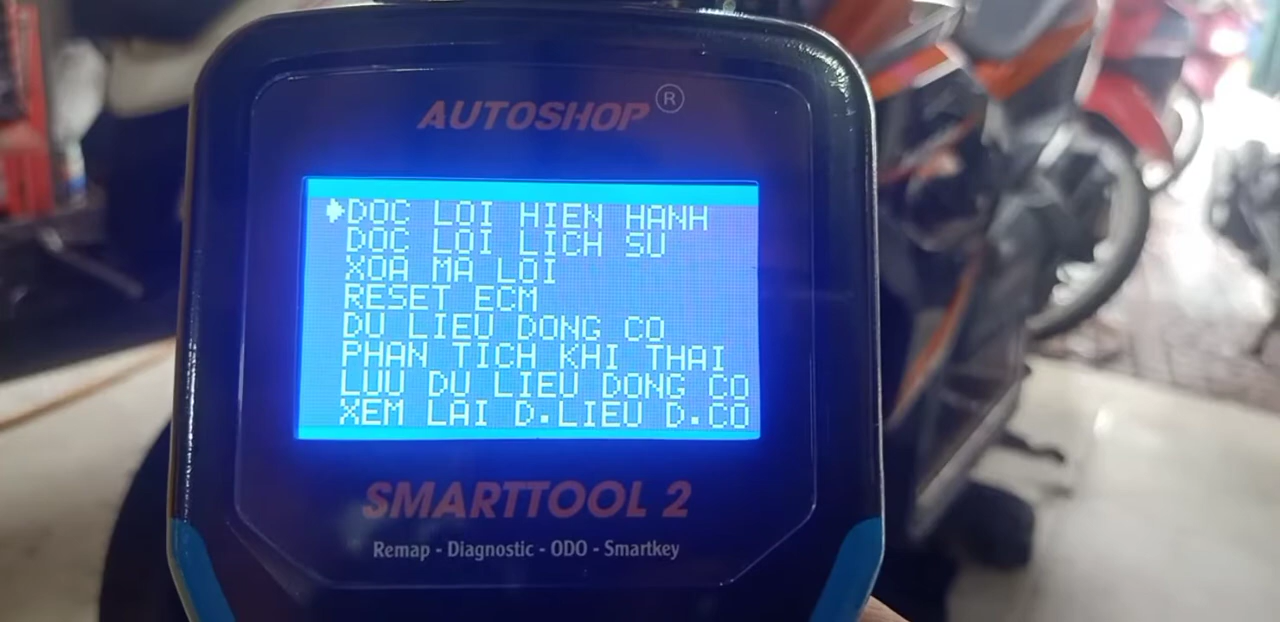 AUTOSHOP ®
DOC LOI HIEN HANH
DOC LOI LICH SU
XOA MA LOI
RESET ECM
DU LIEU DONG CO
PHAN TICH KHI THAI
LUU DU LIEU DONG CO
XEM LAI D.LIEU D.CO
SMARTTOOL 2
Remap - Diagnostic - ODO - Smartkey